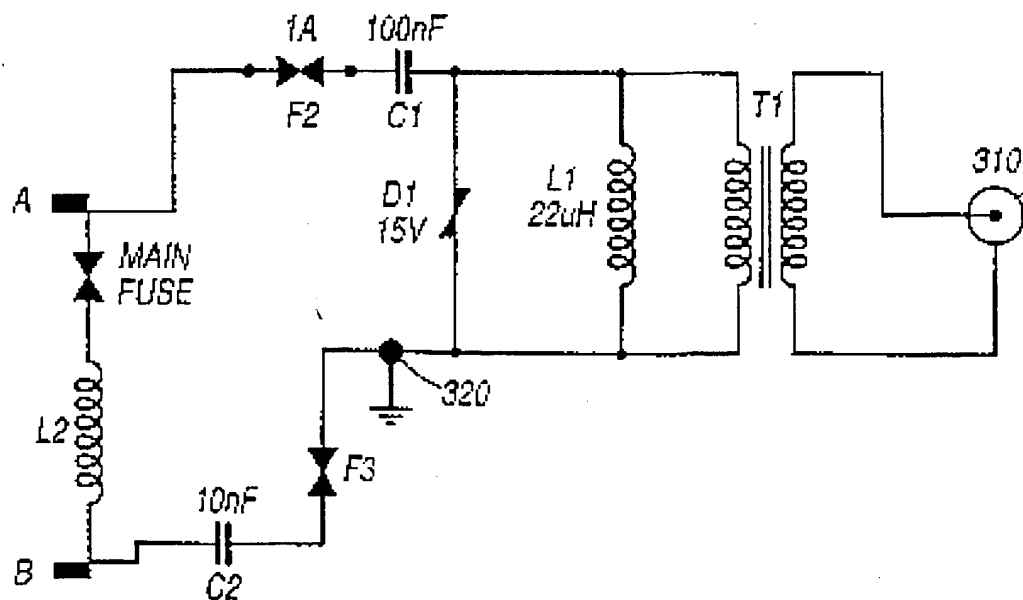 1A
100nF
F2
C1
T1
310
A
D1
15V
L1
22uH
MAIN
FUSE
320
L2
F3
10nF
B
C2